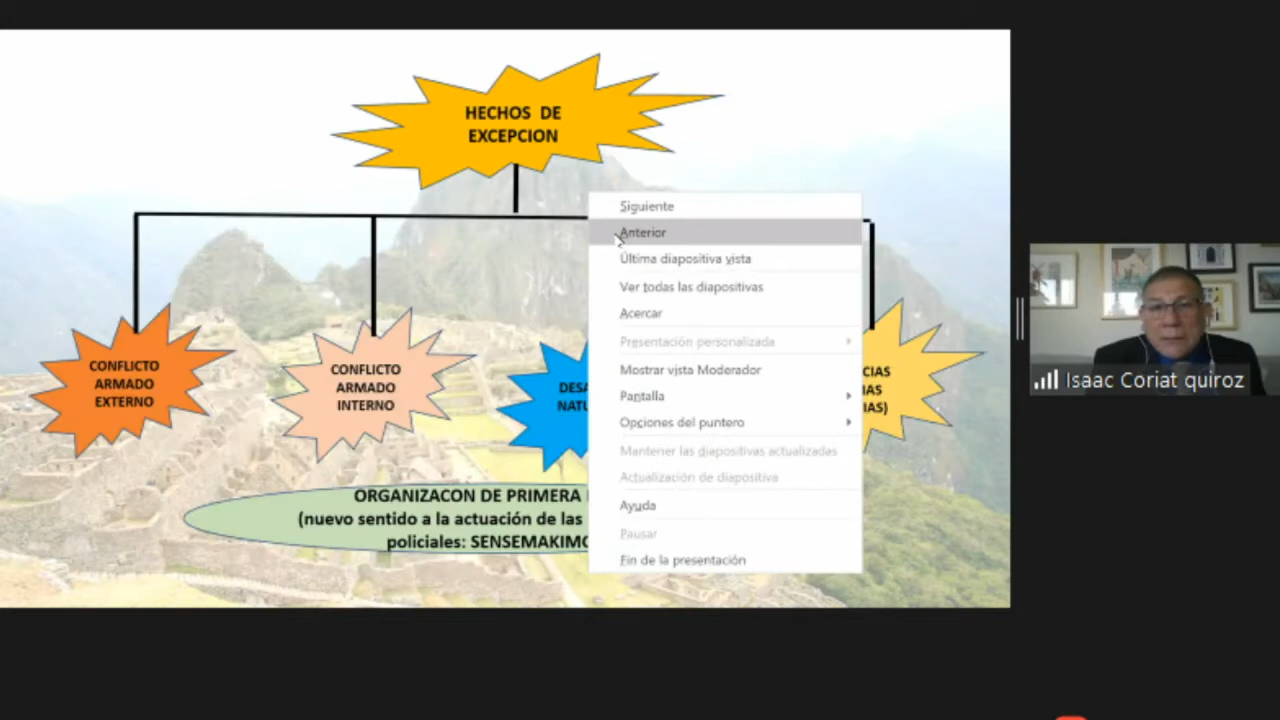 HECHOS DE
EXCEPCION
Siguiente
Anterior
Última diapositiva vista
Ver todas las diapositivas
Acercar
Presentación personalizada
Mostrar vista Moderador
Pantalla
Opciones del puntero
Mantener las diapositivas actualizadas
Actualización de diapositiva
Ayuda
Pausar
Fin de la presentación
CONFLICTO
ARMADO
EXTERNO
CONFLICTO
ARMADO
INTERNO
ORGANIZACON DE PRIMERA
(nuevo sentido a la actuación de las
policiales: SENSEMAKIM
Isaac Coriat quiroz